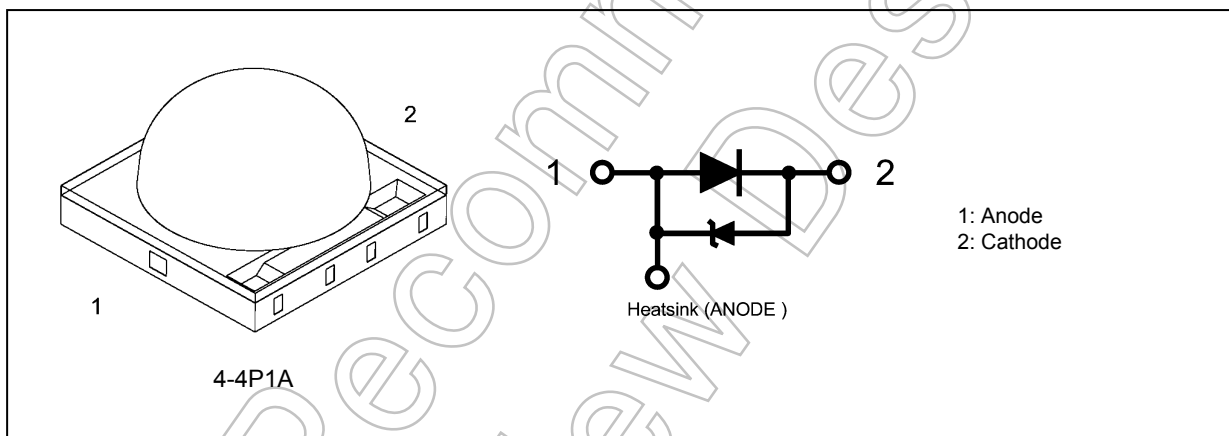 2
1
4-4P1A
1
2
Heatsink (ANODE )
1: Anode
2: Cathode